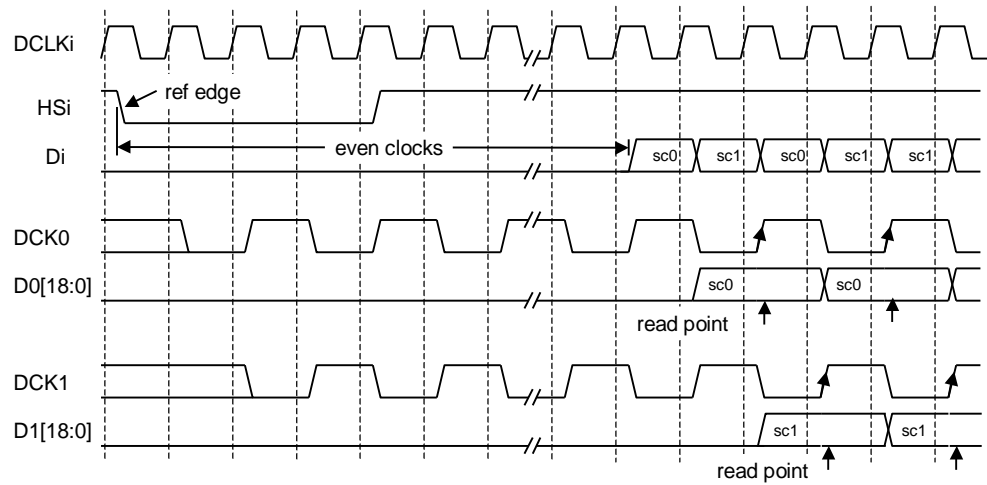 DCLKi
ref edge
HSi
even clocks
Di
sc0 sc1 sc0 sc1 sc1
DCK0
D0[18:0]
sc0 sc0
read point
DCK1
D1[18:0]
sc1 sc1
read point